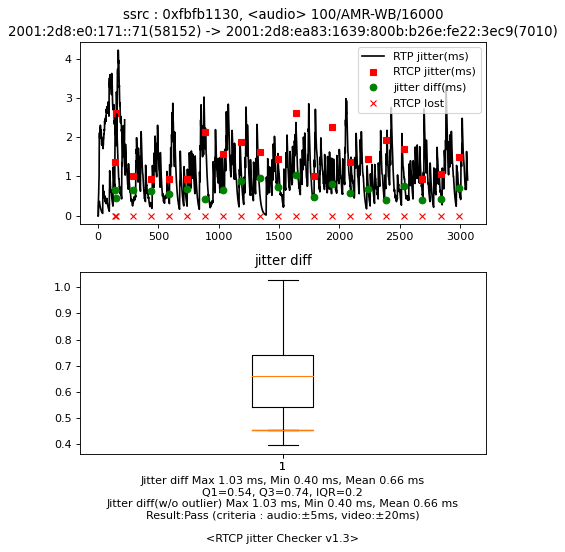 ssrc : 0xfbfb1130, <audio> 100/AMR-WB/16000
2001:2d8:e0:171::71(58152) -> 2001:2d8:ea83:1639:800b:b26e:fe22:3ec9(7010)
4
3
2
1
0
RTP jitter(ms)
RTCP jitter(ms)
jitter diff(ms)
RTCP lost
0 500 1000 1500 2000 2500 3000
jitter diff
1.0
0.9
0.8
0.7
0.6
0.5
0.4
1
Jitter diff Max 1.03 ms, Min 0.40 ms, Mean 0.66 ms
Q1=0.54, Q3=0.74, IQR=0.2
Jitter diff(w/o outlier) Max 1.03 ms, Min 0.40 ms, Mean 0.66 ms
Result:Pass (criteria : audio:±5ms, video:±20ms)
<RTCP jitter Checker v1.3>